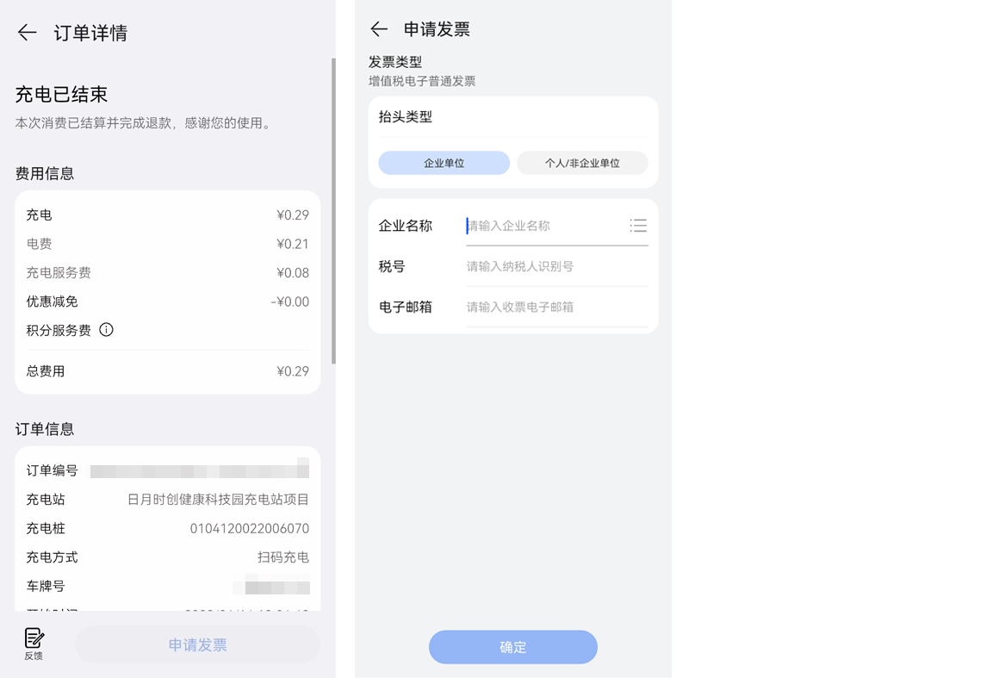 订单详情
充电已结束
本次消费已结算并完成退款，感谢您的使用。
费用信息
充电 ¥0.29
电费 ¥0.21
充电服务费 ¥0.08
优惠减免 -¥0.00
积分服务费
总费用 ¥0.29
订单信息
订单编号
充电站 日月时创健康科技园充电站项目
充电桩 0104120022006070
充电方式 扫码充电
车牌号
反馈
申请发票
申请发票
发票类型
增值税电子普通发票
抬头类型
企业单位 个人/非企业单位
企业名称 请输入企业名称
税号 请输入纳税人识别号
电子邮箱 请输入收票电子邮箱
确定